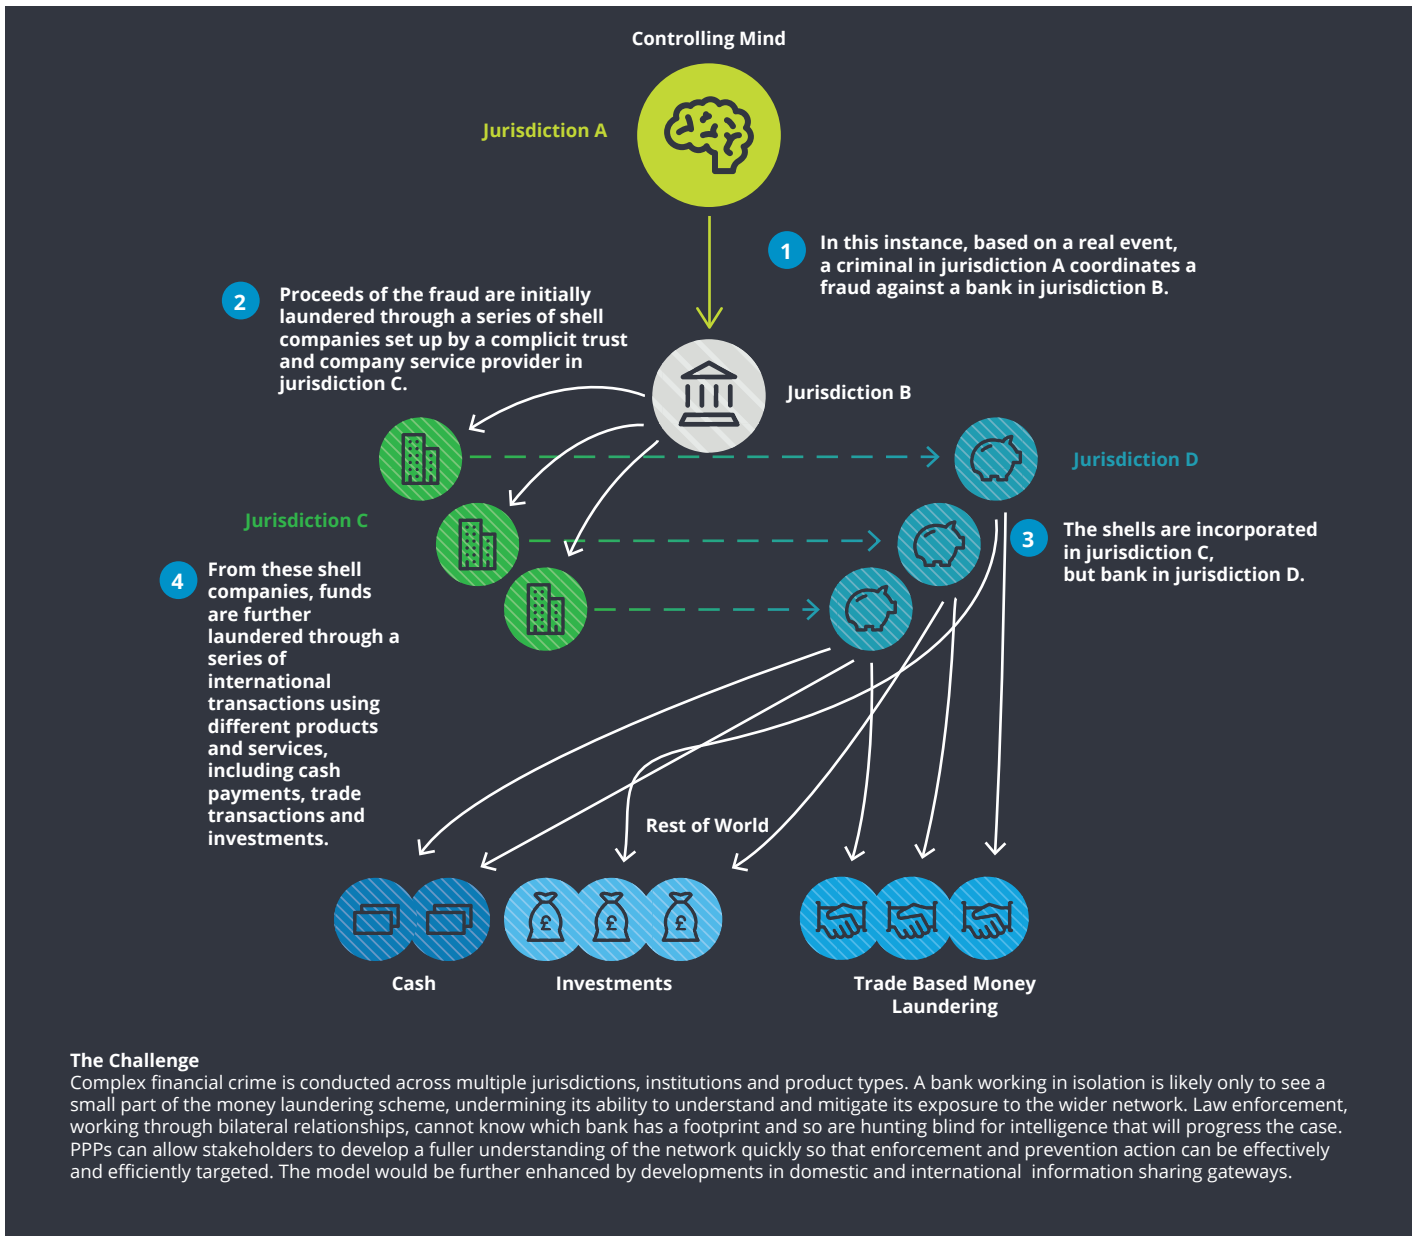 Controlling Mind
Jurisdiction A
1
In this instance, based on a real event,
a criminal in jurisdiction A coordinates a
fraud against a bank in jurisdiction B.
2
Proceeds of the fraud are initially
laundered through a series of shell
companies set up by a complicit trust
and company service provider in
jurisdiction C.
Jurisdiction B
Jurisdiction D
Jurisdiction C
3
The shells are incorporated
in jurisdiction C,
but bank in jurisdiction D.
4
From these shell
companies, funds
are further
laundered through a
series of
international
transactions using
different products
and services,
including cash
payments, trade
transactions and
investments.
Rest of World
£
£
£
Cash
Investments
Trade Based Money
Laundering
The Challenge
Complex financial crime is conducted across multiple jurisdictions, institutions and product types. A bank working in isolation is likely only to see a
small part of the money laundering scheme, undermining its ability to understand and mitigate its exposure to the wider network. Law enforcement,
working through bilateral relationships, cannot know which bank has a footprint and so are hunting blind for intelligence that will progress the case.
PPPs can allow stakeholders to develop a fuller understanding of the network quickly so that enforcement and prevention action can be effectively
and efficiently targeted. The model would be further enhanced by developments in domestic and international information sharing gateways.